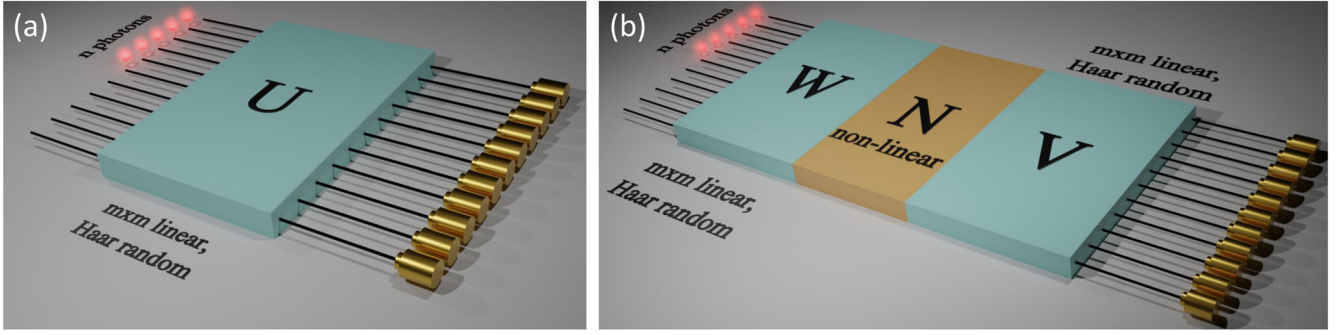 (a)
n photons
U
mxm linear,
Haar random
(b)
n photons
W
N
non-linear
V
mxm linear,
Haar random
mxm linear,
Haar random